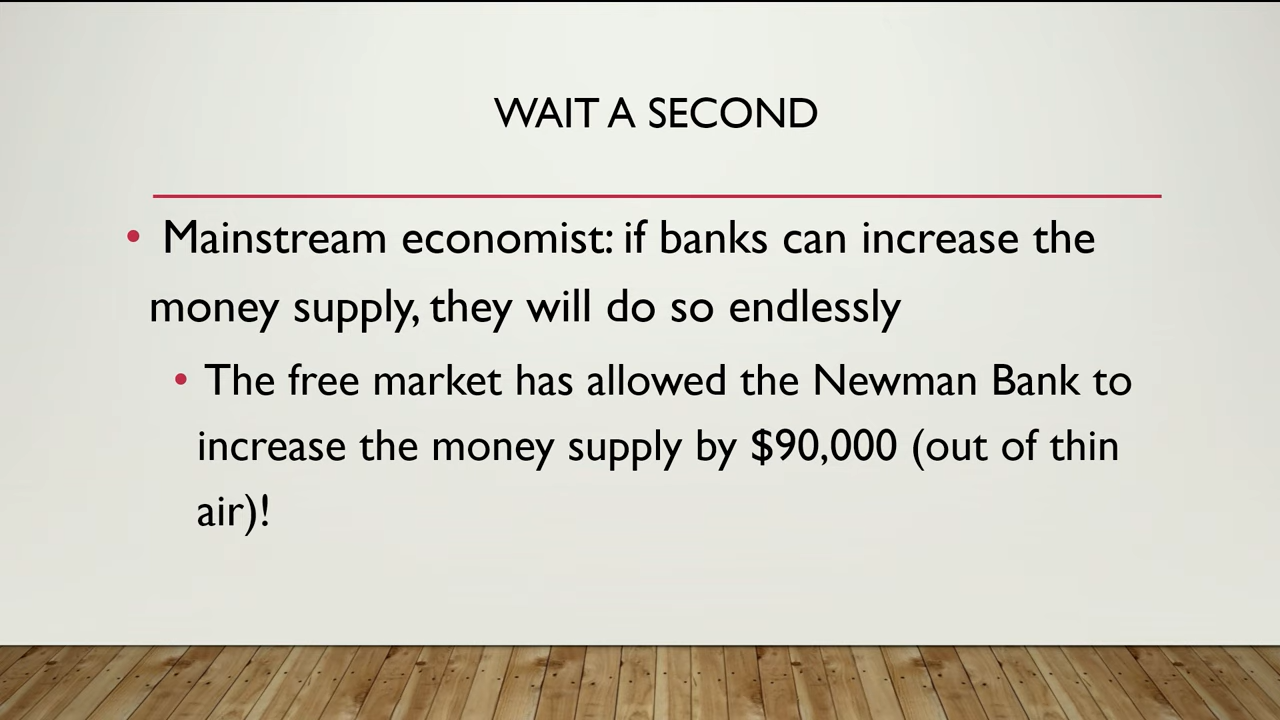 WAIT A SECOND
• Mainstream economist: if banks can increase the
money supply, they will do so endlessly
• The free market has allowed the Newman Bank to
increase the money supply by $90,000 (out of thin
air)!